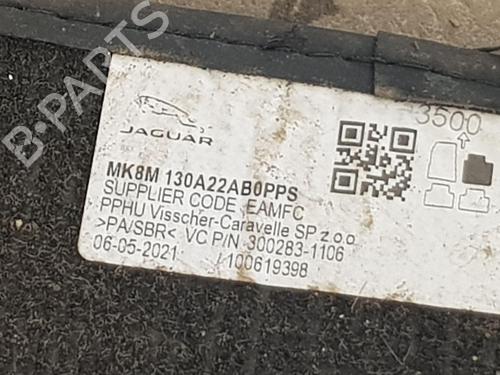 B-PARTS
3500
JAGUAR
MK8M 130A22AB0PPS
SUPPLIER CODE EAMFC
PPHU Visscher-Caravelle SP z.o.o
>PA/SBR< VC P/N 300283-1106
06-05-2021 /100619398